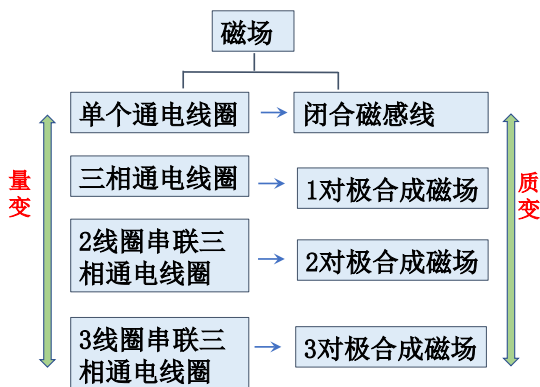 磁场
单个通电线圈
闭合磁感线
量变
三相通电线圈
1对极合成磁场
质变
2线圈串联三
相通电线圈
2对极合成磁场
3线圈串联三
相通电线圈
3对极合成磁场